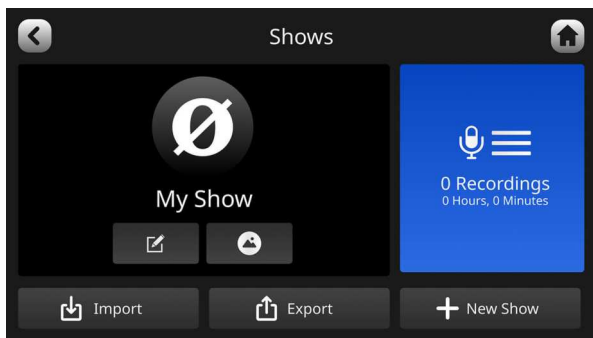 Shows
My Show
0 Recordings
0 Hours, 0 Minutes
Import
Export
New Show